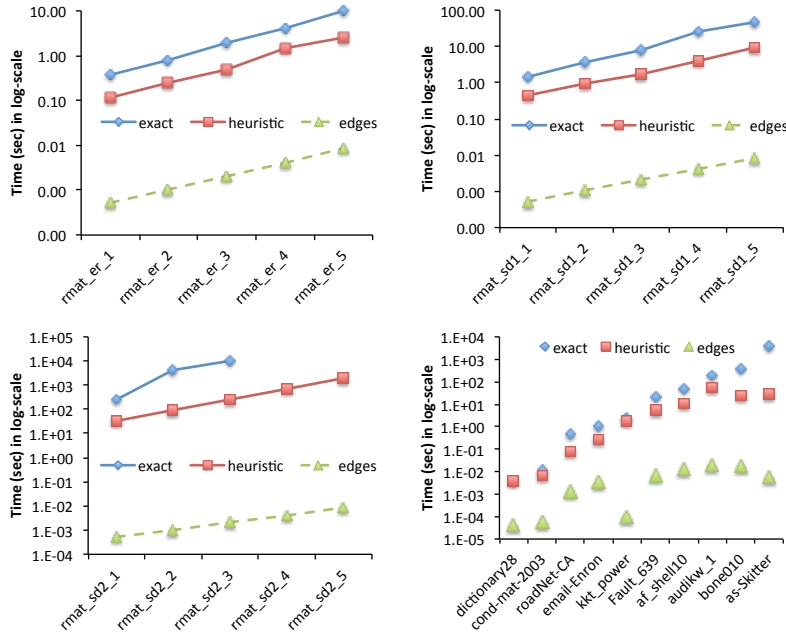 Time (sec) in log-scale
10.00
1.00
0.10
0.01
0.00
0.00
exact
heuristic
edges
rmat_er_1
rmat_er_2
rmat_er_3
rmat_er_4
rmat_er_5
Time (sec) in log-scale
100.00
10.00
1.00
0.10
0.01
0.00
0.00
exact
heuristic
edges
rmat_sd1_1
rmat_sd1_2
rmat_sd1_3
rmat_sd1_4
rmat_sd1_5
Time (sec) in log-scale
1.E+05
1.E+04
1.E+03
1.E+02
1.E+01
1.E+00
1.E-01
1.E-02
1.E-03
1.E-04
exact
heuristic
edges
rmat_sd2_1
rmat_sd2_2
rmat_sd2_3
rmat_sd2_4
rmat_sd2_5
Time (sec) in log-scale
1.E+04
1.E+03
1.E+02
1.E+01
1.E+00
1.E-01
1.E-02
1.E-03
1.E-04
1.E-05
exact
heuristic
edges
dictionary28
cond-mat-2003
roadNet-CA
email-Enron
kkt_power
Fault_639
af_shell10
audikw_1
bone010
as-Skitter